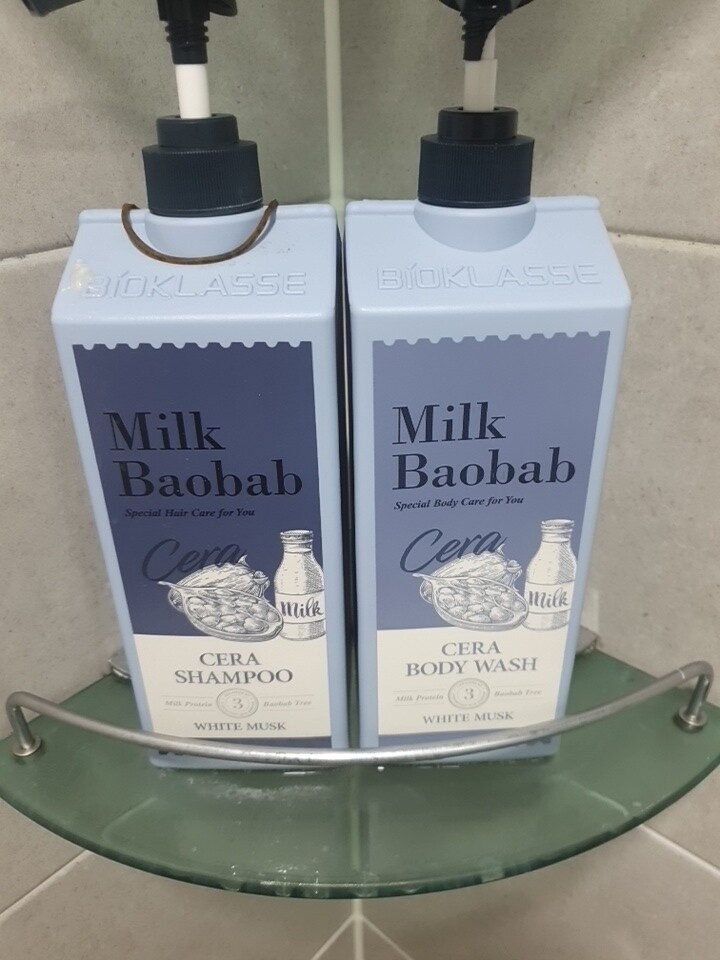 BIOKLASSE
Milk
Baobab
Special Hair Care for You
Cera
Milk
CERA
SHAMPOO
Milk Protein 3 Baobab Tree
WHITE MUSK
BIOKLASSE
Milk
Baobab
Special Body Care for You
Cera
Milk
CERA
BODY WASH
Milk Protein 3 Baobab Tree
WHITE MUSK